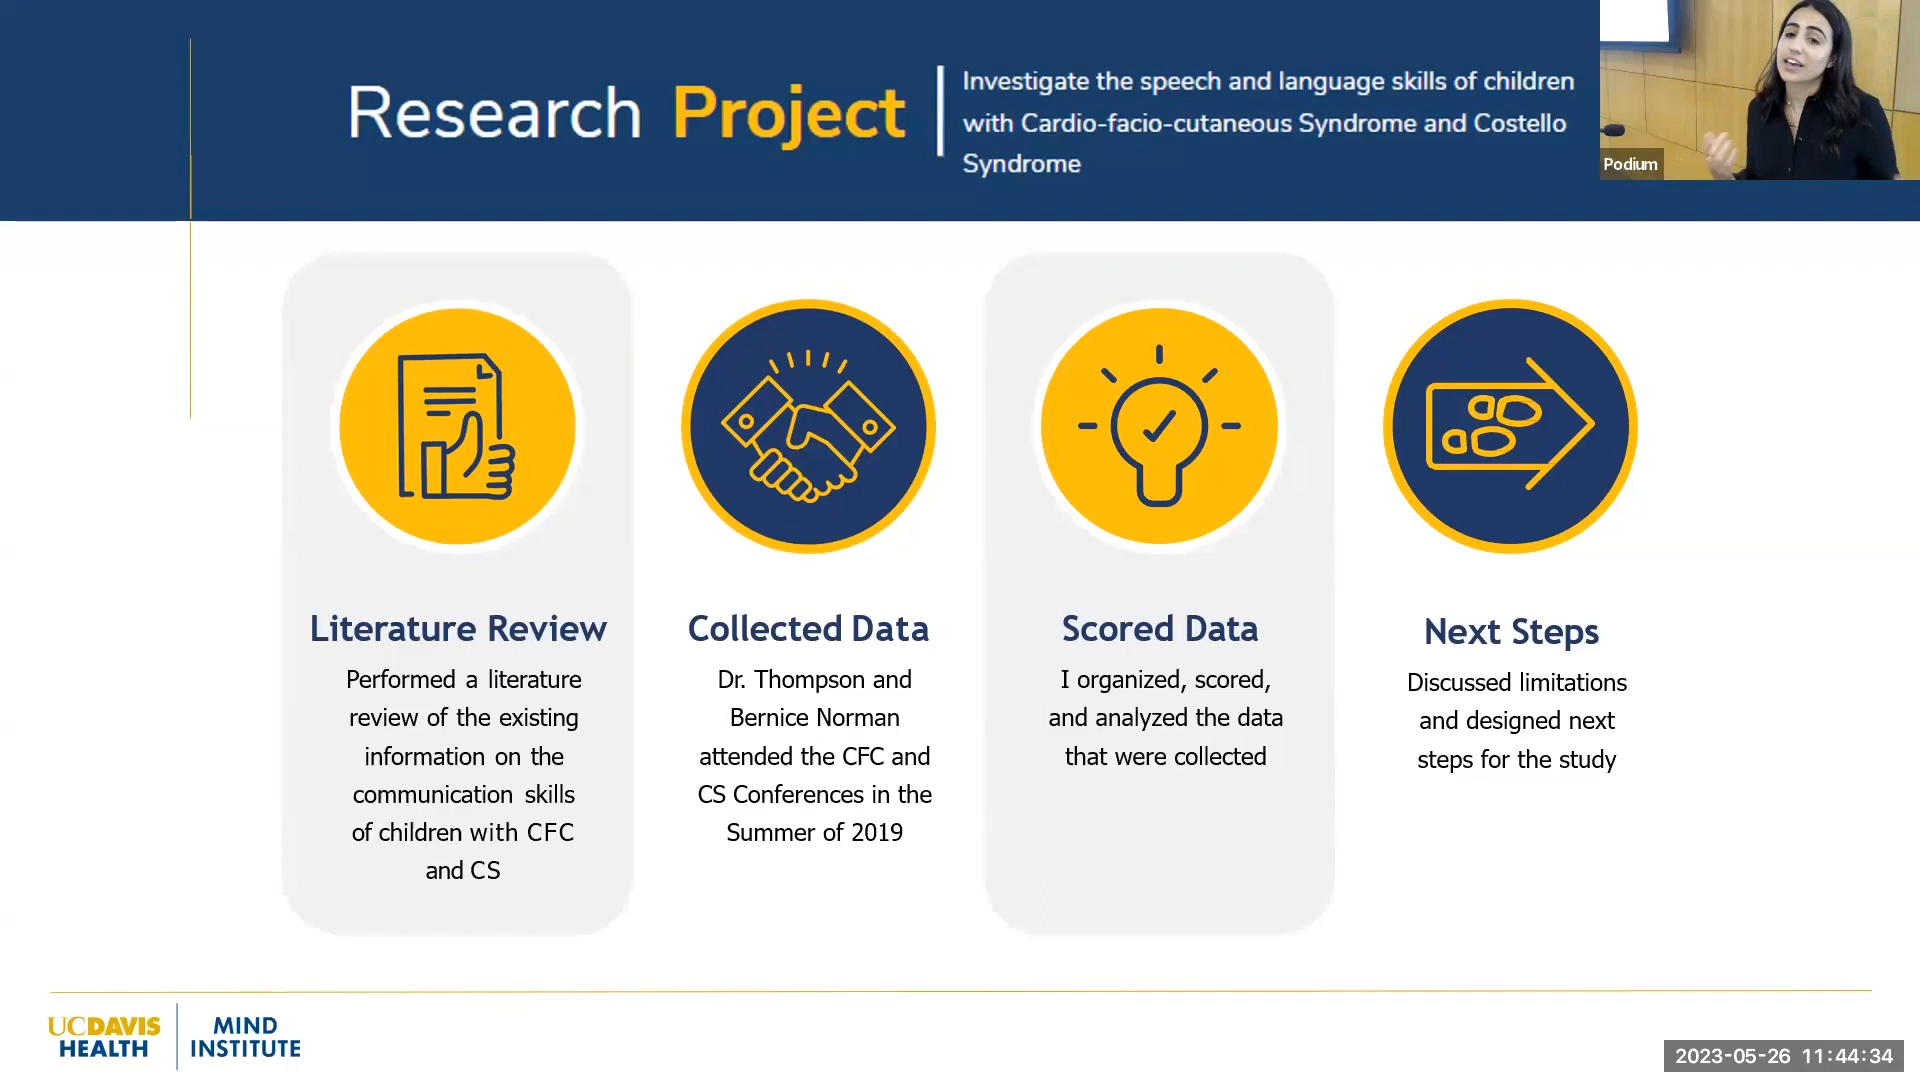 Research Project
Investigate the speech and language skills of children
with Cardio-facio-cutaneous Syndrome and Costello
Syndrome
Podium
Literature Review
Performed a literature
review of the existing
information on the
communication skills
of children with CFC
and CS
Collected Data
Dr. Thompson and
Bernice Norman
attended the CFC and
CS Conferences in the
Summer of 2019
Scored Data
I organized, scored,
and analyzed the data
that were collected
Next Steps
Discussed limitations
and designed next
steps for the study
UCDAVIS
HEALTH
MIND
INSTITUTE
2023-05-26 11:44:34